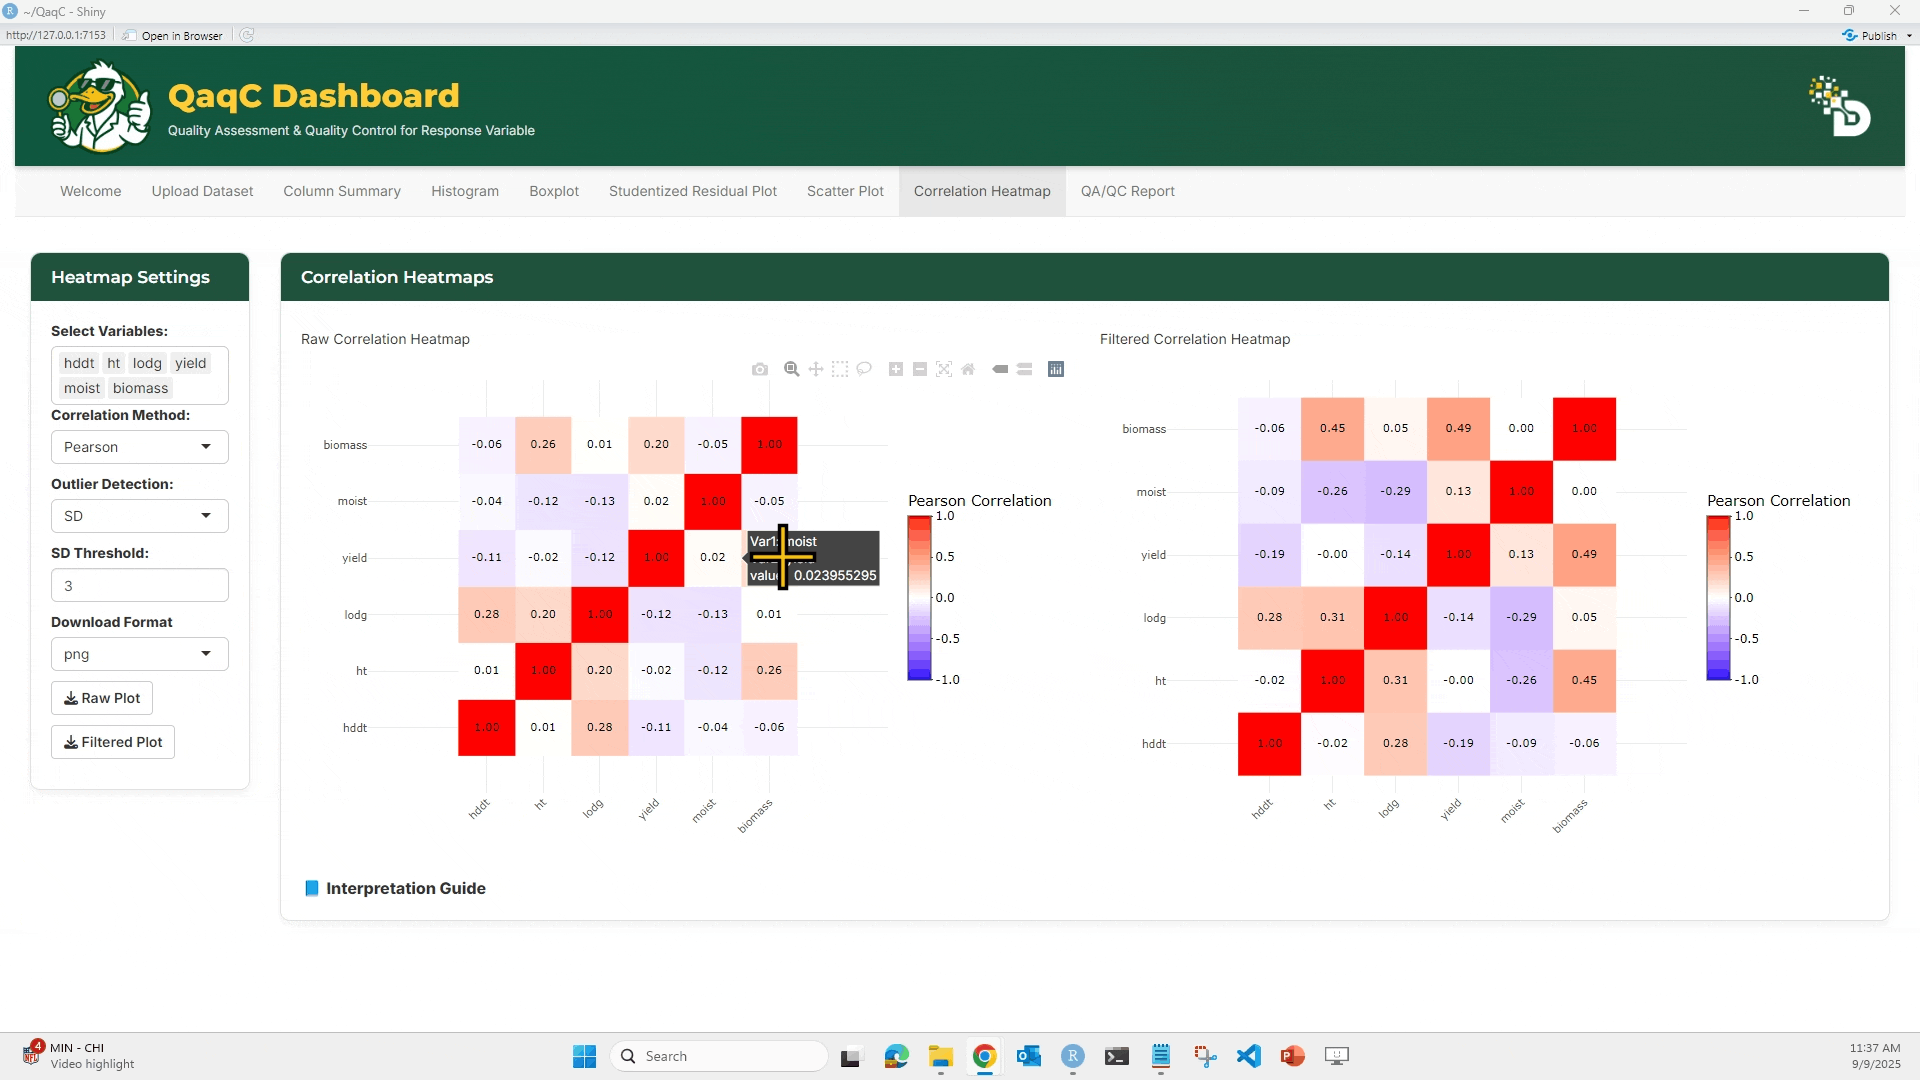 ~/QaqC - Shiny
http://127.0.0.1:7153
Open in Browser
Publish
QaqC Dashboard
Quality Assessment & Quality Control for Response Variable
Welcome
Upload Dataset
Column Summary
Histogram
Boxplot
Studentized Residual Plot
Scatter Plot
Correlation Heatmap
QA/QC Report
Heatmap Settings
Select Variables:
hddt ht lodg yield
moist biomass
Correlation Method:
Pearson
Outlier Detection:
SD
SD Threshold:
3
Download Format
png
Raw Plot
Filtered Plot
Correlation Heatmaps
Raw Correlation Heatmap
biomass -0.06 0.26 0.01 0.20 -0.05 1.00
moist -0.04 -0.12 -0.13 0.02 1.00 -0.05
yield -0.11 -0.02 -0.12 1.00 0.02
Var1: moist
value: 0.023955295
lodg 0.28 0.20 1.00 -0.12 -0.13 0.01
ht 0.01 1.00 0.20 -0.02 -0.12 0.26
hddt 1.00 0.01 0.28 -0.11 -0.04 -0.06
hddt ht lodg yield moist biomass
Pearson Correlation
1.0
0.5
0.0
-0.5
-1.0
Filtered Correlation Heatmap
biomass -0.06 0.45 0.05 0.49 0.00 1.00
moist -0.09 -0.26 -0.29 0.13 1.00 0.00
yield -0.19 -0.00 -0.14 1.00 0.13 0.49
lodg 0.28 0.31 1.00 -0.14 -0.29 0.05
ht -0.02 1.00 0.31 -0.00 -0.26 0.45
hddt 1.00 -0.02 0.28 -0.19 -0.09 -0.06
hddt ht lodg yield moist biomass
Pearson Correlation
1.0
0.5
0.0
-0.5
-1.0
Interpretation Guide
4
NFL
MIN - CHI
Video highlight
Search
11:37 AM
9/9/2025